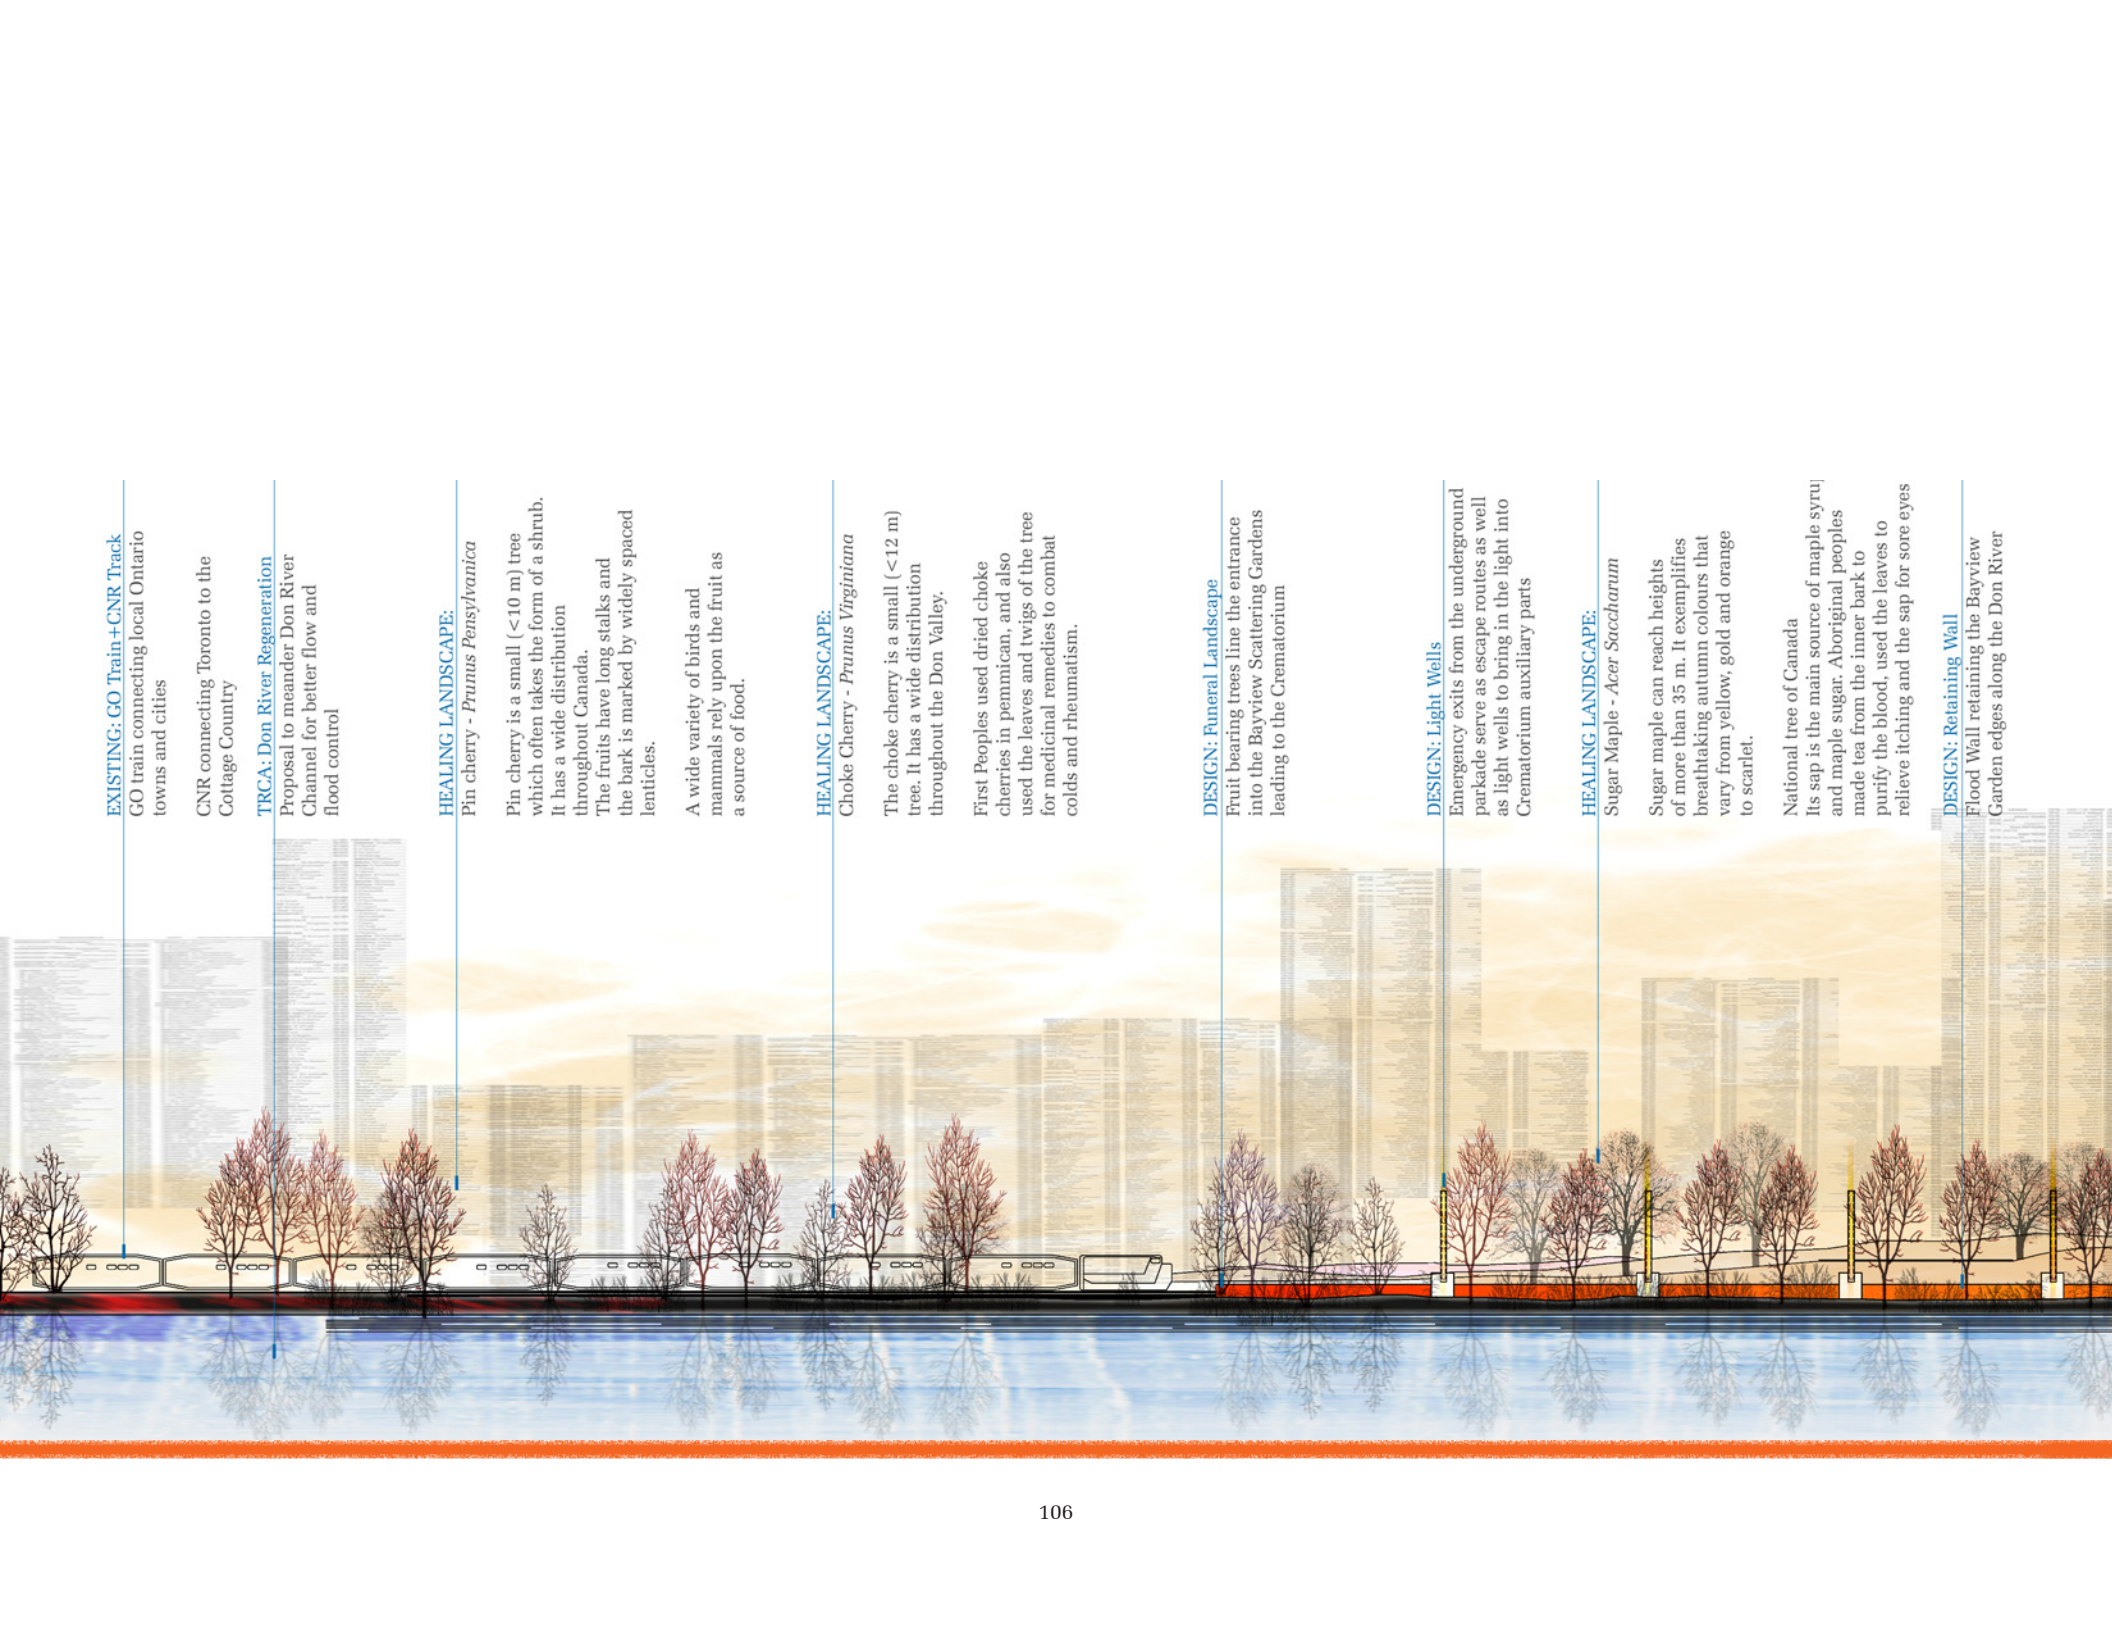 EXISTING: GO Train+CNR Track
GO train connecting local Ontario
towns and cities
CNR connecting Toronto to the
Cottage Country
TRCA: Don River Regeneration
Proposal to meander Don River
Channel for better flow and
flood control
HEALING LANDSCAPE:
Pin cherry - Prunus Pensylvanica
Pin cherry is a small (<10 m) tree
which often takes the form of a shrub.
It has a wide distribution
throughout Canada.
The fruits have long stalks and
the bark is marked by widely spaced
lenticles.
A wide variety of birds and
mammals rely upon the fruit as
a source of food.
HEALING LANDSCAPE:
Choke Cherry - Prunus Virginiana
The choke cherry is a small (<12 m)
tree. It has a wide distribution
throughout the Don Valley.
First Peoples used dried choke
cherries in pemnican, and also
used the leaves and twigs of the tree
for medicinal remedies to combat
colds and rheumatism.
DESIGN: Funeral Landscape
Fruit bearing trees line the entrance
into the Bayview Scattering Gardens
leading to the Crematorium
DESIGN: Light Wells
Emergency exits from the underground
parkade serve as escape routes as well
as light wells to bring in the light into
Crematorium auxiliary parts
HEALING LANDSCAPE:
Sugar Maple - Acer Saccharum
Sugar maple can reach heights
of more than 35 m. It exemplifies
breathtaking autumn colours that
vary from yellow, gold and orange
to scarlet.
National tree of Canada
Its sap is the main source of maple syru
and maple sugar. Aboriginal peoples
made tea from the inner bark to
purify the blood, used the leaves to
relieve itching and the sap for sore eyes
DESIGN: Retaining Wall
Flood Wall retaining the Bayview
Garden edges along the Don River
106